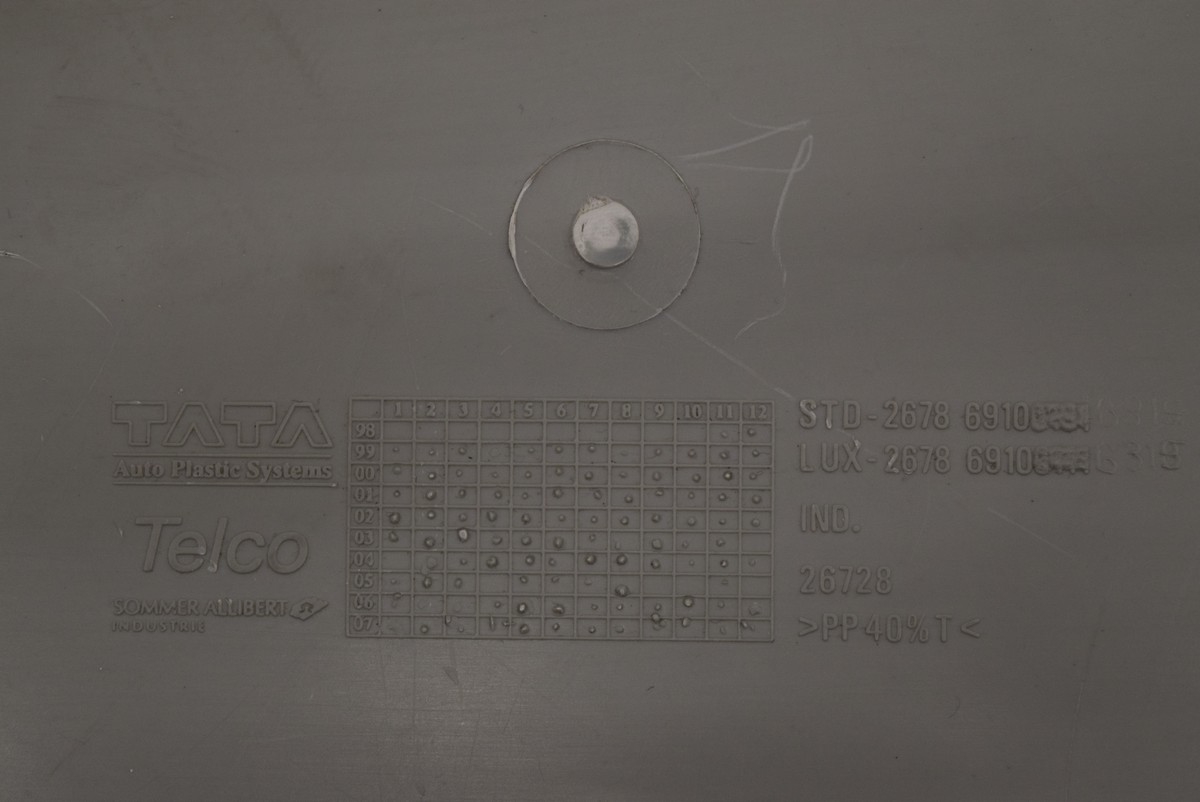 TATA
Auto Plastic Systems
Telco
SOMMER ALLIBERT
INDUSTRIE
1 2 3 4 5 6 7 8 9 10 11 12
98
99
00
01
02
03
04
05
06
07
STD-2678 6910
LUX-2678 6910
IND.
26728
>PP40%T<